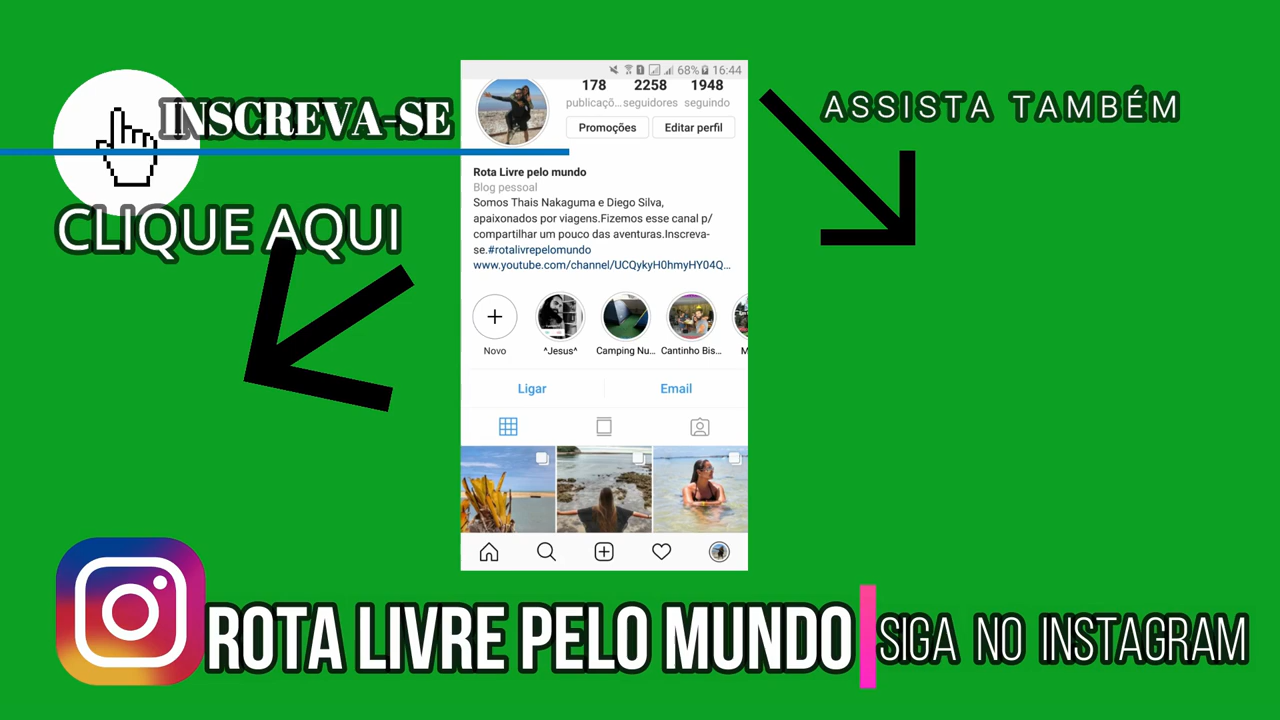 INSCREVA-SE
CLIQUE AQUI
ASSISTA TAMBÉM
68% 16:44
178 2258 1948
publicaçõ... seguidores seguindo
Promoções Editar perfil
Rota Livre pelo mundo
Blog pessoal
Somos Thais Nakaguma e Diego Silva,
apaixonados por viagens.Fizemos esse canal p/
compartilhar um pouco das aventuras.Inscreva-
se.#rotalivrepelomundo
www.youtube.com/channel/UCQykyH0hmyHY04Q...
Novo ^Jesus^ Camping Nu... Cantinho Bis... M
Ligar Email
ROTA LIVRE PELO MUNDO SIGA NO INSTAGRAM